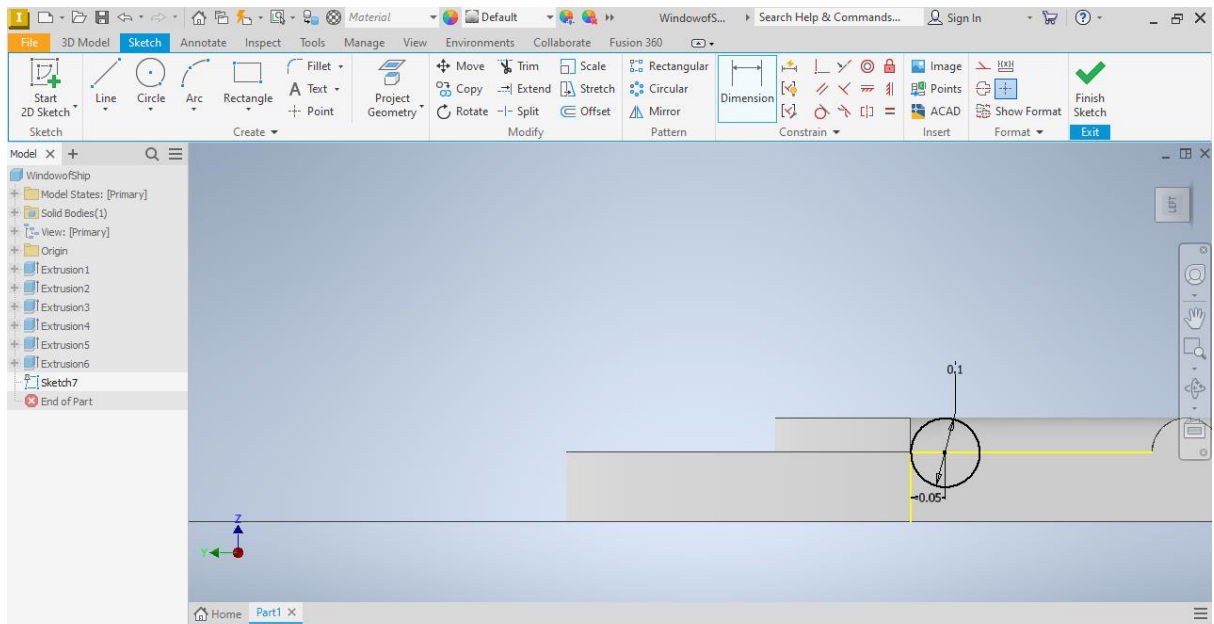 I Material Default WindowofS... Search Help & Commands... Sign In
File 3D Model Sketch Annotate Inspect Tools Manage View Environments Collaborate Fusion 360
Start
2D Sketch
Line Circle Arc Rectangle
Fillet
Text
Point
Project
Geometry
Move Trim Scale
Copy Extend Stretch
Rotate Split Offset
Rectangular
Circular
Mirror
Dimension
Image
Points
ACAD
Show Format
Finish
Sketch
Sketch Create Modify Pattern Constrain Insert Format Exit
Model
WindowofShip
Model States: [Primary]
Solid Bodies(1)
View: [Primary]
Origin
Extrusion1
Extrusion2
Extrusion3
Extrusion4
Extrusion5
Extrusion6
Sketch7
End of Part
LEFT
0.1
0.05
Z
Y
Home Part1